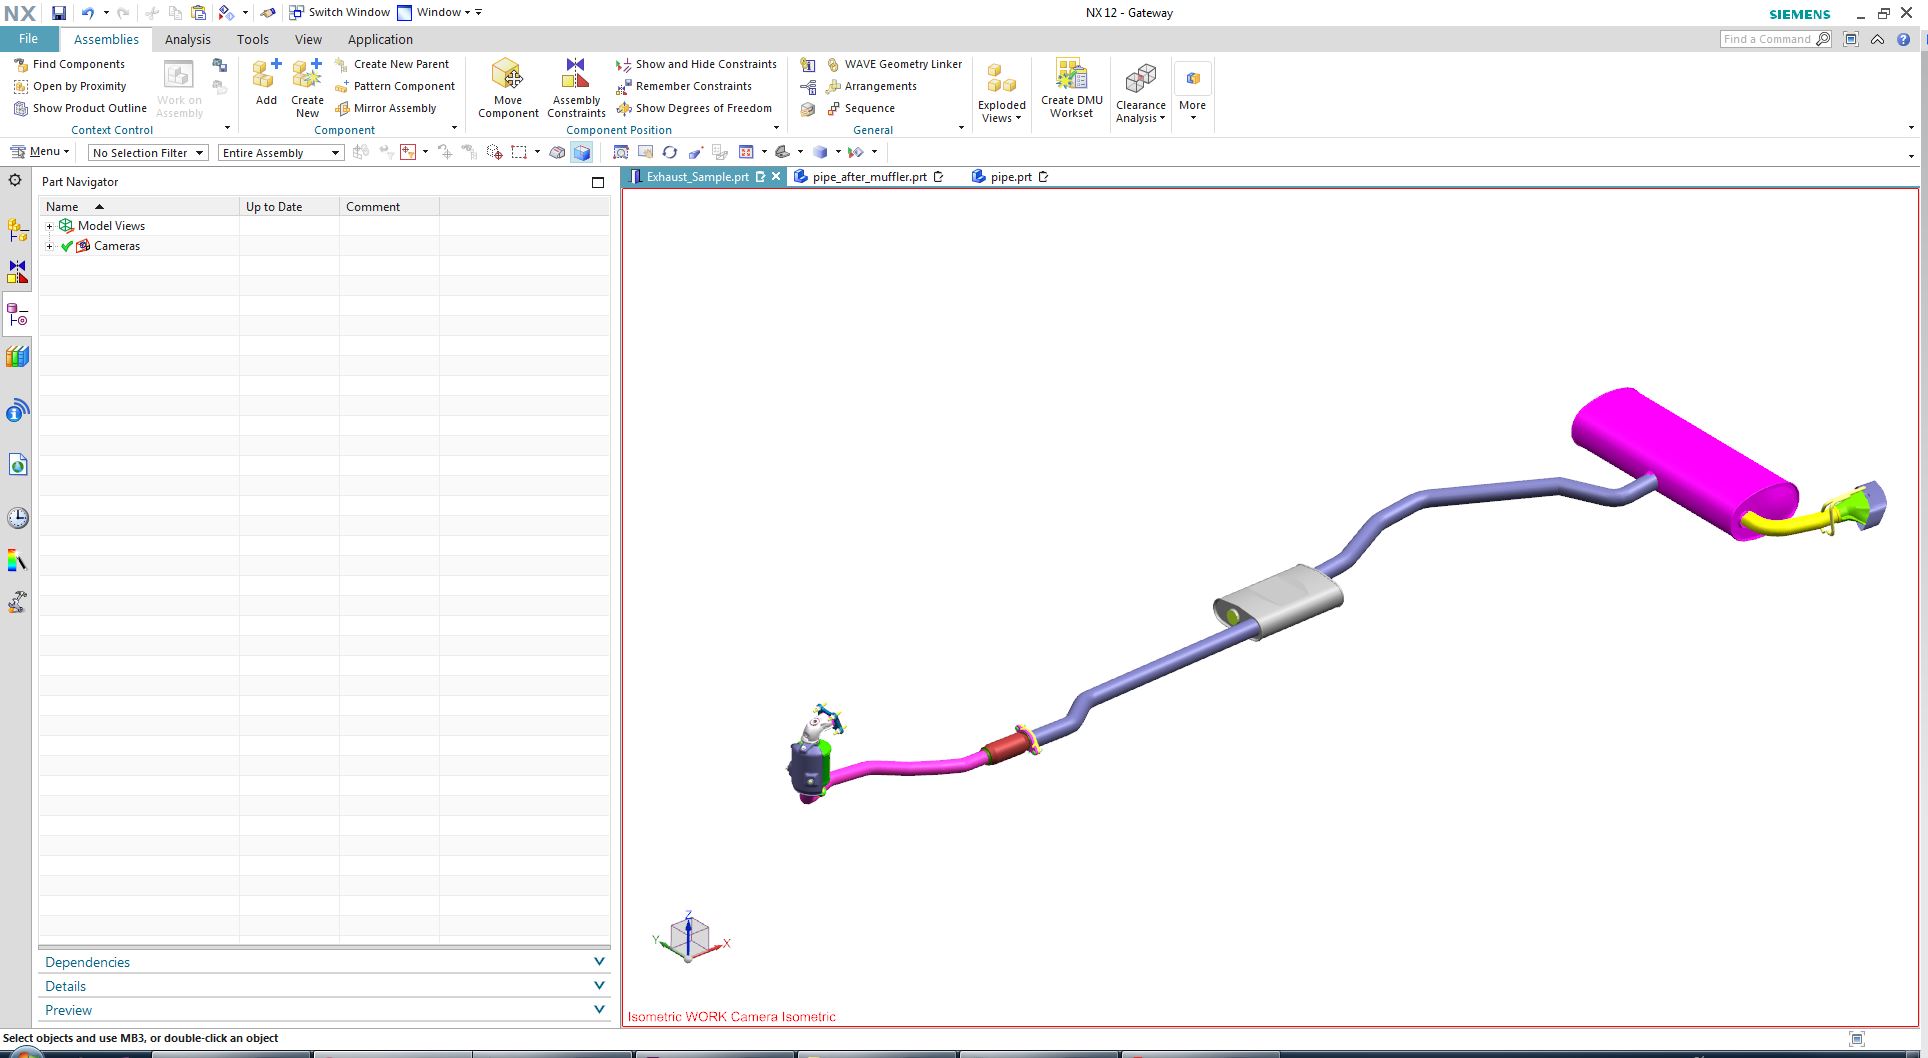 NX
Switch Window Window
NX 12 - Gateway
SIEMENS
File Assemblies Analysis Tools View Application
Find a Command
Find Components
Open by Proximity
Show Product Outline
Work on Assembly
Context Control
Add
Create New
Create New Parent
Pattern Component
Mirror Assembly
Component
Move Component
Assembly Constraints
Show and Hide Constraints
Remember Constraints
Show Degrees of Freedom
Component Position
WAVE Geometry Linker
Arrangements
Sequence
General
Exploded Views
Create DMU Workset
Clearance Analysis
More
Menu
No Selection Filter
Entire Assembly
Part Navigator
Exhaust_Sample.prt pipe_after_muffler.prt pipe.prt
Name Up to Date Comment
Model Views
Cameras
Z
Y X
Dependencies
Details
Preview
Isometric WORK Camera Isometric
Select objects and use MB3, or double-click an object